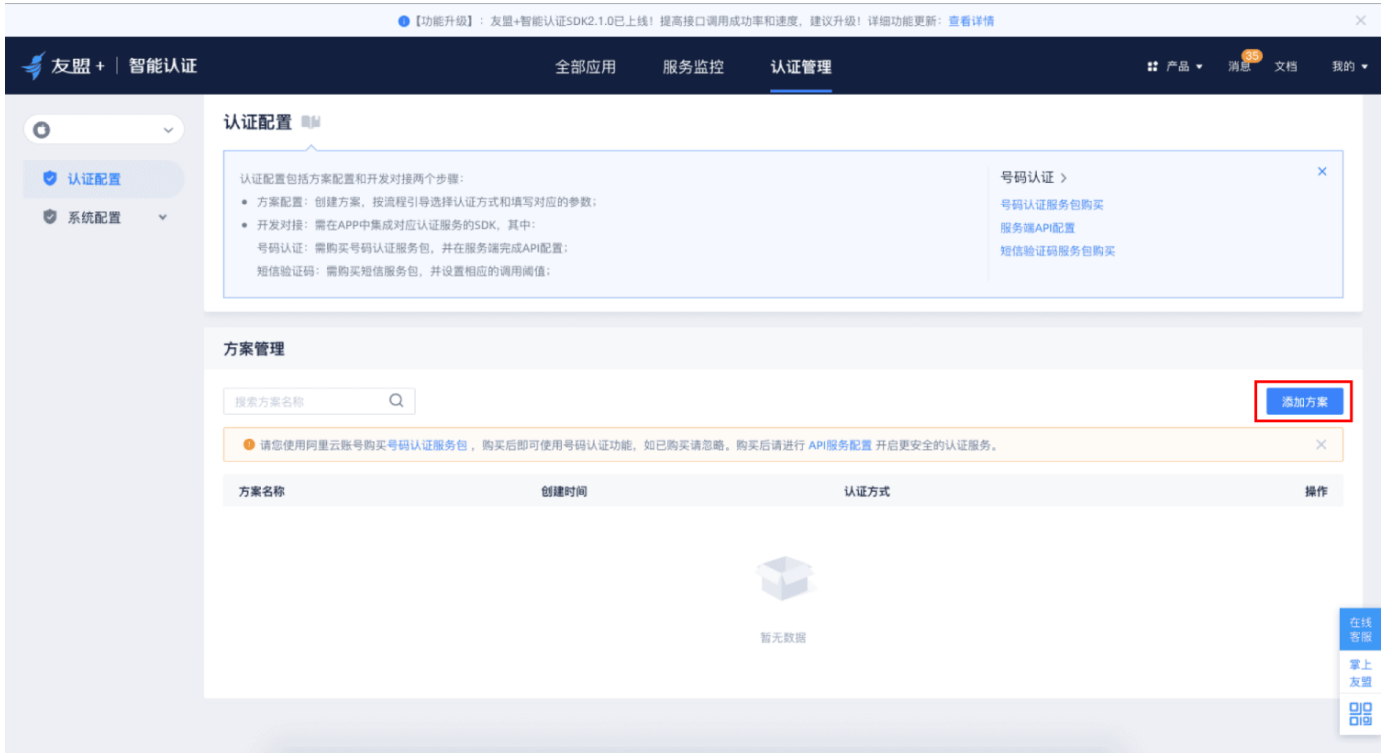 【功能升级】：友盟+智能认证SDK2.1.0已上线！提高接口调用成功率和速度，建议升级！详细功能更新：查看详情
友盟+ | 智能认证
全部应用
服务监控
认证管理
产品
消息
35
文档
我的
认证配置
系统配置
认证配置
认证配置包括方案配置和开发对接两个步骤：
• 方案配置：创建方案，按流程引导选择认证方式和填写对应的参数；
• 开发对接：需在APP中集成对应认证服务的SDK，其中：
号码认证：需购买号码认证服务包，并在服务端完成API配置；
短信验证码：需购买短信服务包，并设置相应的调用阈值；
号码认证 >
号码认证服务包购买
服务端API配置
短信验证码服务包购买
方案管理
搜索方案名称
添加方案
请您使用阿里云账号购买号码认证服务包，购买后即可使用号码认证功能，如已购买请忽略。购买后请进行 API服务配置 开启更安全的认证服务。
方案名称
创建时间
认证方式
操作
暂无数据
在线
客服
掌上
友盟